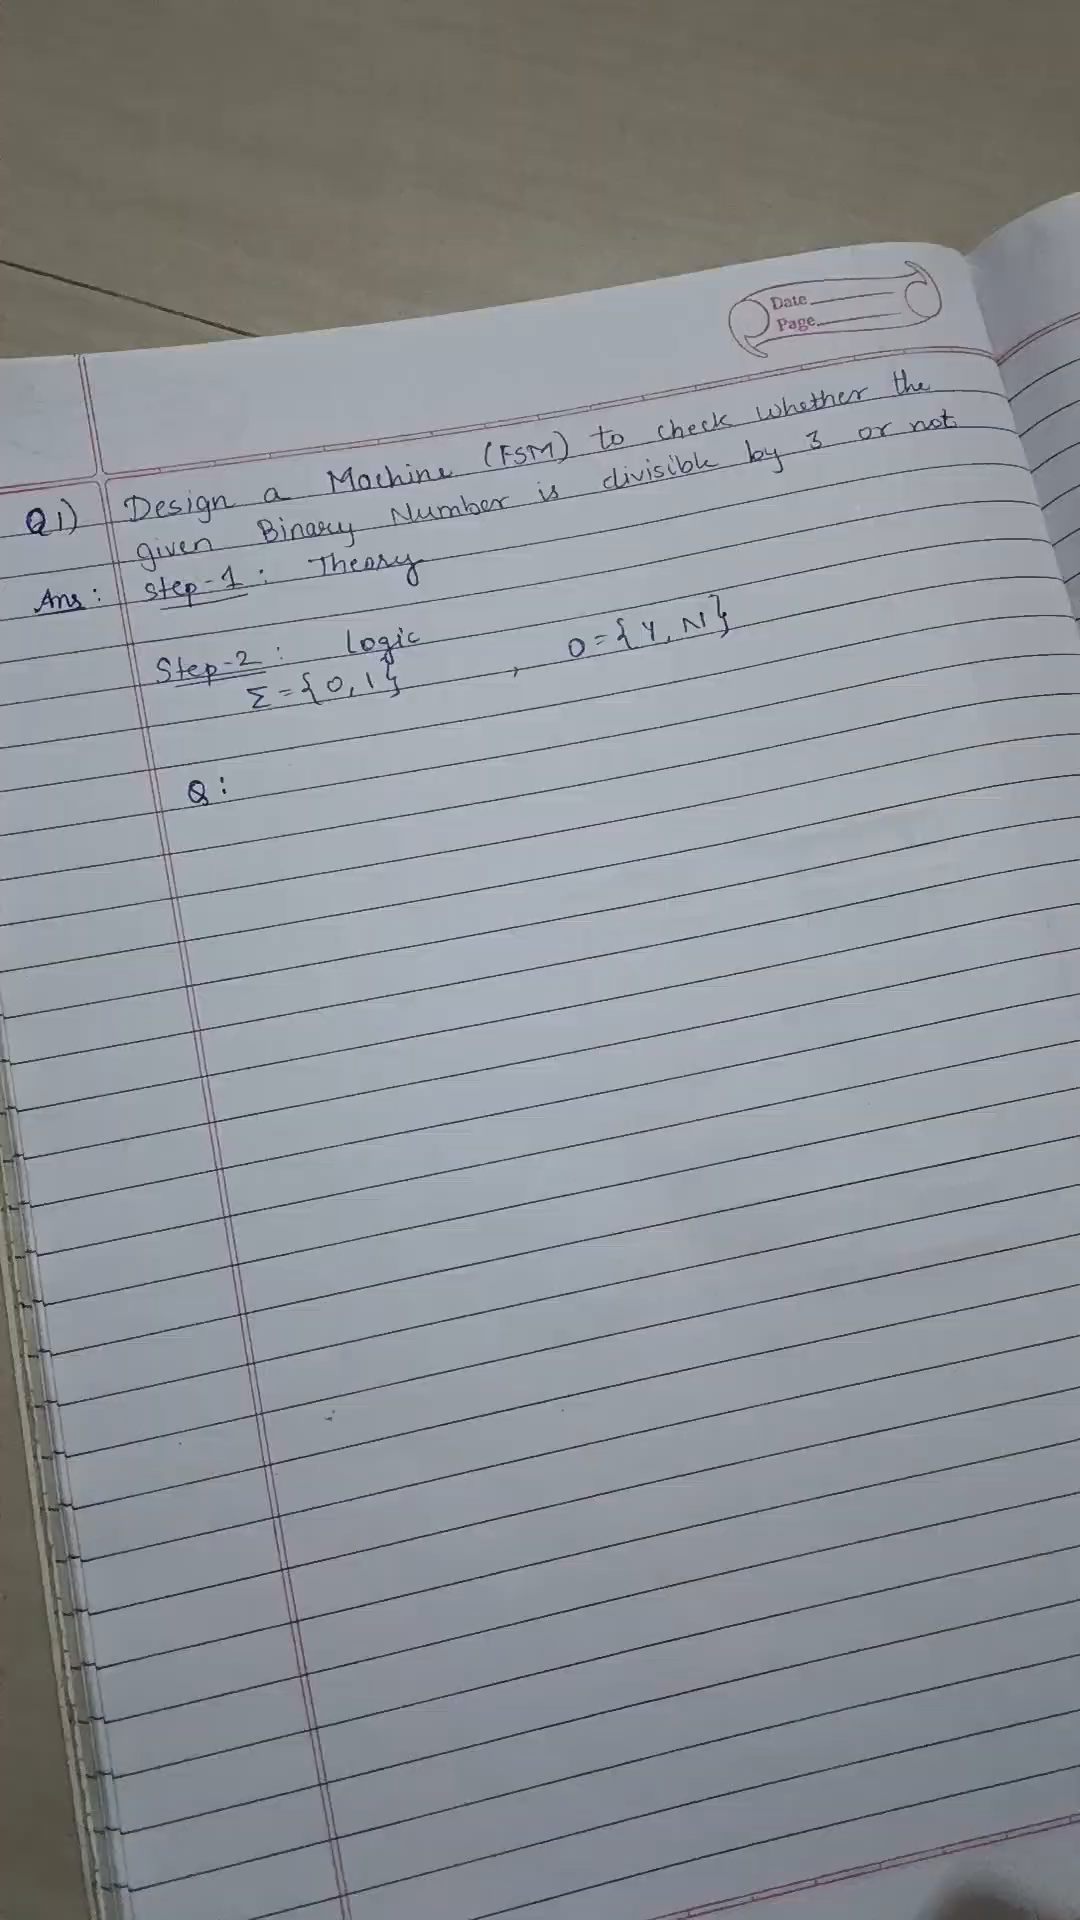 Date
Page
Q1) Design a Machine (FSM) to check whether the
given Binary Number is divisible by 3 or not
Ans: Step-1: Theory
Step-2: Logic
Σ = {0, 1} , O = {Y, N}
Q: